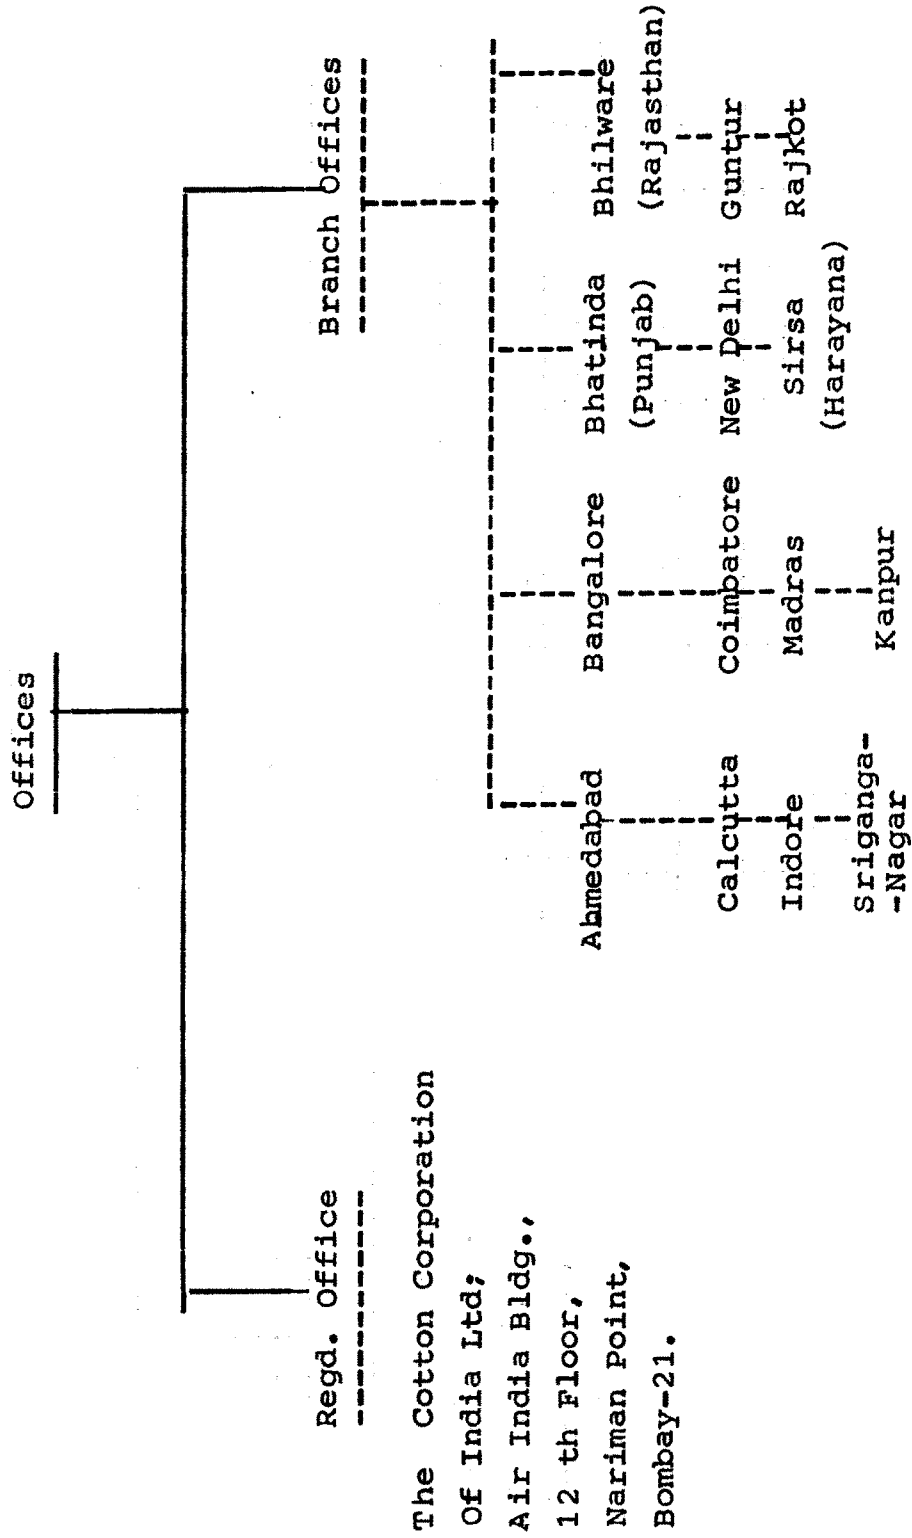 Offices
Regd. Office
Branch Offices
The Cotton Corporation
Of India Ltd;
Air India Bldg.,
12 th Floor,
Nariman Point,
Bombay-21.
Ahmedabad
Bangalore
Bhatinda
(Punjab)
Bhilware
(Rajasthan)
Calcutta
Coimbatore
New Delhi
Guntur
Indore
Madras
Sirsa
(Harayana)
Rajkot
Sriganga-
-Nagar
Kanpur